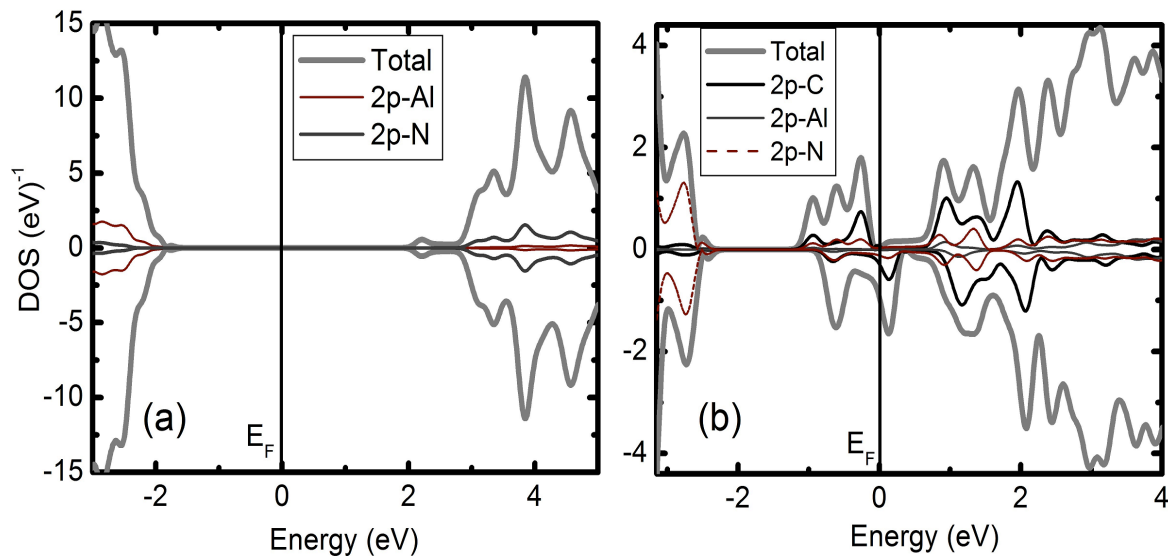 DOS (eV)-1
15
10
5
0
-5
-10
-15
Total
2p-Al
2p-N
(a)
EF
-2
0
2
4
Energy (eV)
4
2
0
-2
-4
Total
2p-C
2p-Al
2p-N
(b)
EF
-2
0
2
4
Energy (eV)